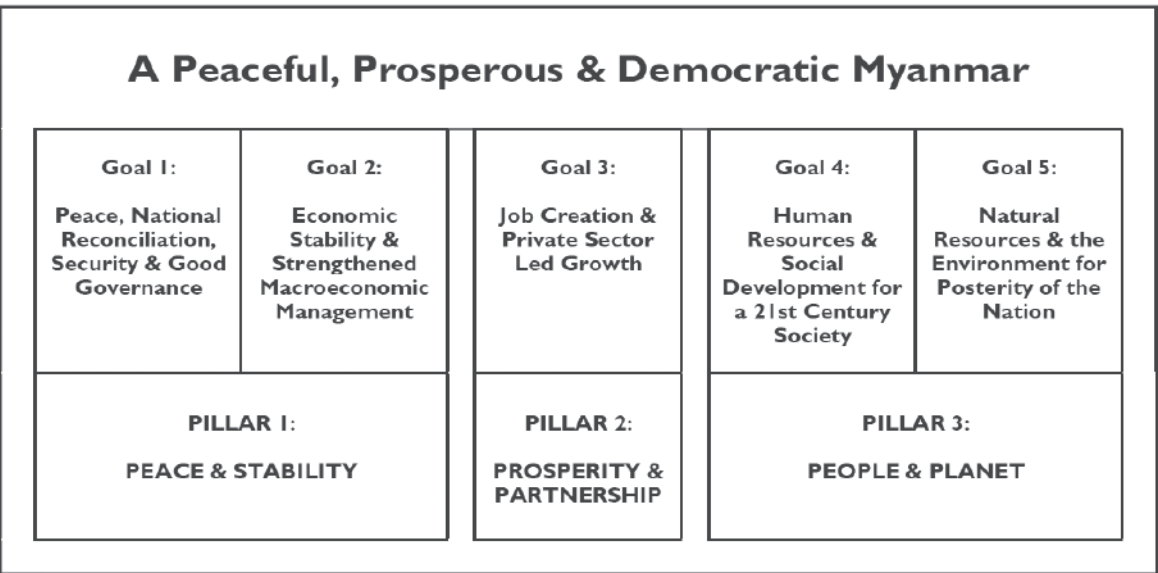 A Peaceful, Prosperous & Democratic Myanmar
Goal 1:
Peace, National
Reconciliation,
Security & Good
Governance
Goal 2:
Economic
Stability &
Strengthened
Macroeconomic
Management
Goal 3:
Job Creation &
Private Sector
Led Growth
Goal 4:
Human
Resources &
Social
Development for
a 21st Century
Society
Goal 5:
Natural
Resources & the
Environment for
Posterity of the
Nation
PILLAR 1:
PEACE & STABILITY
PILLAR 2:
PROSPERITY &
PARTNERSHIP
PILLAR 3:
PEOPLE & PLANET